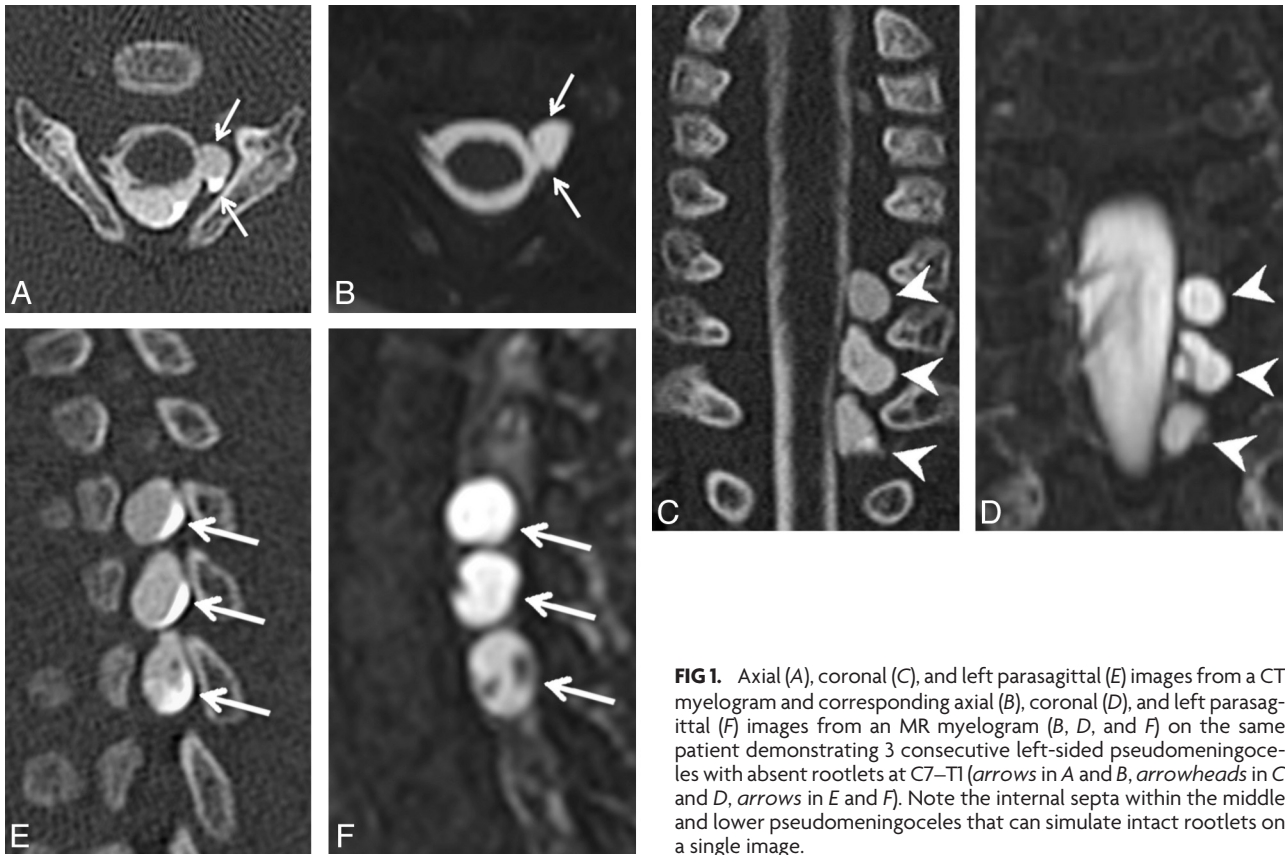 A
B
C
D
E
F
FIG 1. Axial (A), coronal (C), and left parasagittal (E) images from a CT
myelogram and corresponding axial (B), coronal (D), and left parasag-
ittal (F) images from an MR myelogram (B, D, and F) on the same
patient demonstrating 3 consecutive left-sided pseudomeningoce-
les with absent rootlets at C7–T1 (arrows in A and B, arrowheads in C
and D, arrows in E and F). Note the internal septa within the middle
and lower pseudomeningoceles that can simulate intact rootlets on
a single image.